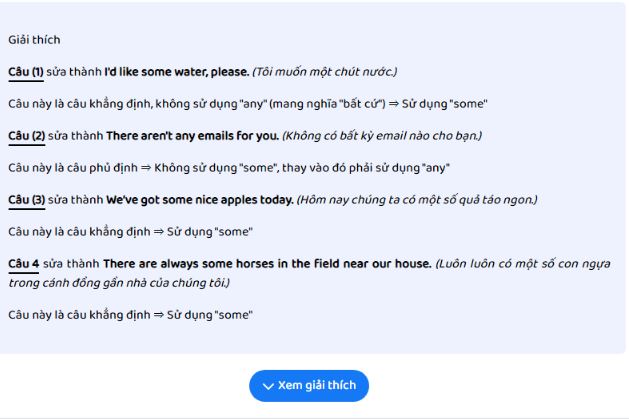 Giải thích
Câu (1) sửa thành I'd like some water, please. (Tôi muốn một chút nước.)
Câu này là câu khẳng định, không sử dụng "any" (mang nghĩa "bất cứ") ⇒ Sử dụng "some"
Câu (2) sửa thành There aren't any emails for you. (Không có bất kỳ email nào cho bạn.)
Câu này là câu phủ định ⇒ Không sử dụng "some", thay vào đó phải sử dụng "any"
Câu (3) sửa thành We've got some nice apples today. (Hôm nay chúng ta có một số quả táo ngon.)
Câu này là câu khẳng định ⇒ Sử dụng "some"
Câu 4 sửa thành There are always some horses in the field near our house. (Luôn luôn có một số con ngựa
trong cánh đồng gần nhà của chúng tôi.)
Câu này là câu khẳng định ⇒ Sử dụng "some"
Xem giải thích